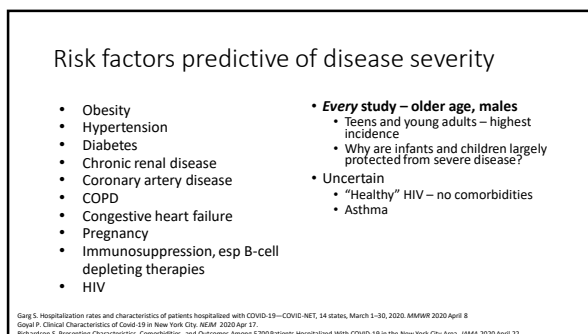 Risk factors predictive of disease severity
• Obesity
• Hypertension
• Diabetes
• Chronic renal disease
• Coronary artery disease
• COPD
• Congestive heart failure
• Pregnancy
• Immunosuppression, esp B-cell
depleting therapies
• HIV
• Every study – older age, males
• Teens and young adults – highest
incidence
• Why are infants and children largely
protected from severe disease?
• Uncertain
• “Healthy” HIV – no comorbidities
• Asthma
Garg S. Hospitalization rates and characteristics of patients hospitalized with COVID-19—COVID-NET, 14 states, March 1–30, 2020. MMWR 2020 April 8
Goyal P. Clinical Characteristics of Covid-19 in New York City. NEJM 2020 Apr 17.
Richardson S. Presenting Characteristics, Comorbidities, and Outcomes Among 5700 Patients Hospitalized With COVID-19 in the New York City Area. JAMA 2020 April 22